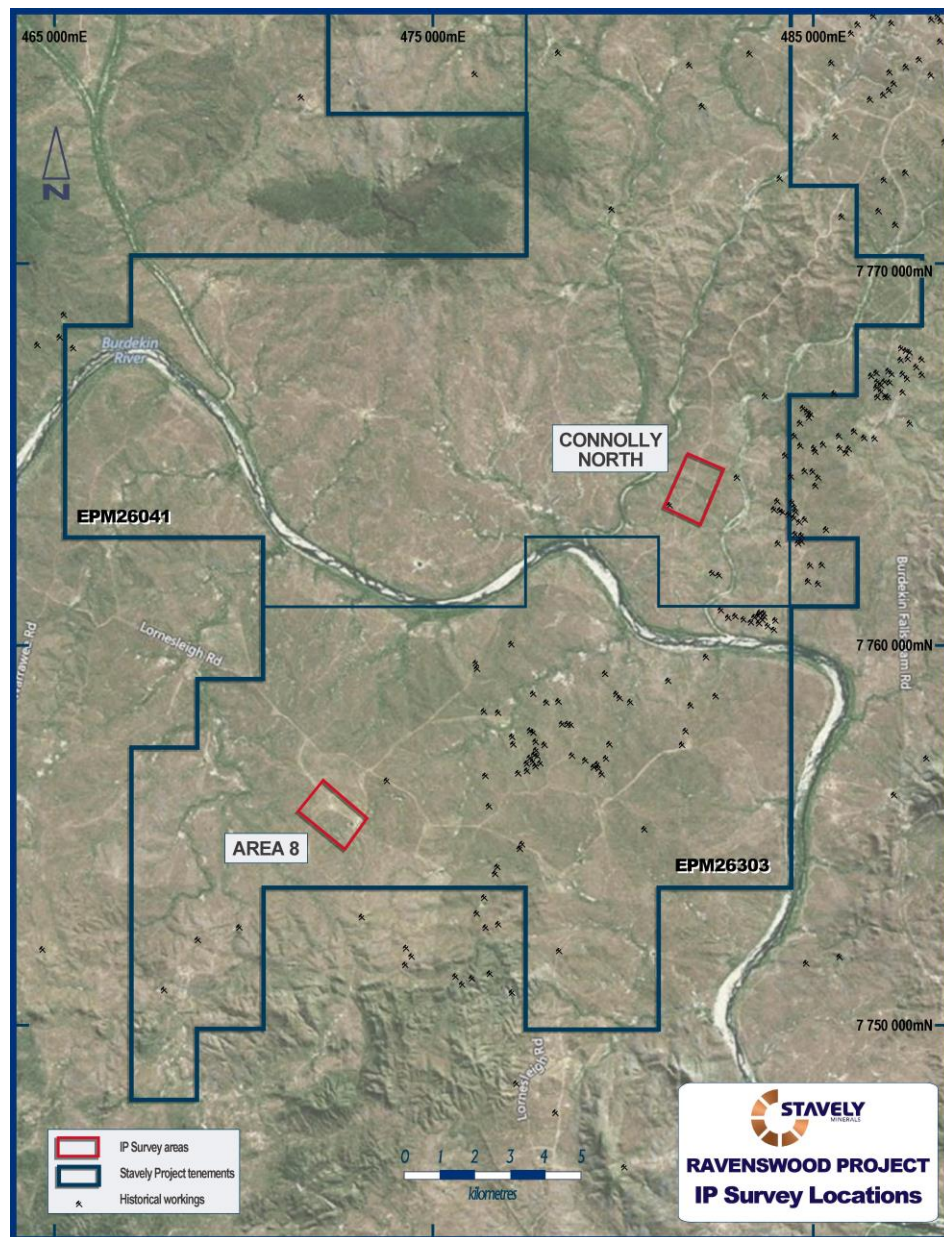 465 000mE
475 000mE
485 000mE
N
7 770 000mN
Burdekin
River
CONNOLLY
NORTH
EPM26041
Burdekin Falls Dam Rd
Lornesleigh Rd
7 760 000mN
AREA 8
EPM26303
7 750 000mN
Lornesleigh Rd
STAVELY
MINERALS
RAVENSWOOD PROJECT
IP Survey Locations
IP Survey areas
Stavely Project tenements
Historical workings
0 1 2 3 4 5
kilometres